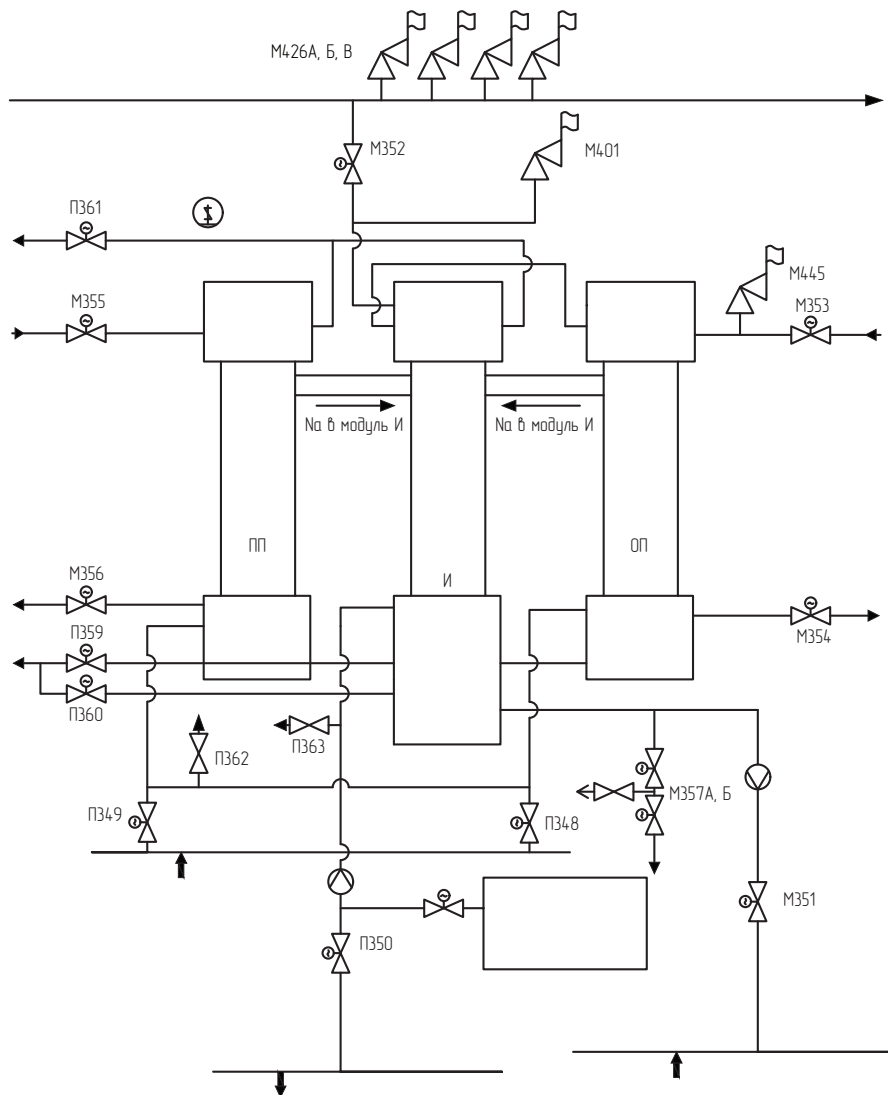 М426А, Б, В
М352
М401
П361
М445
М355
М353
Na в модуль И
Na в модуль И
ПП
ОП
И
М356
П359
М354
П360
П363
П362
М357А, Б
П349
П348
М351
П350